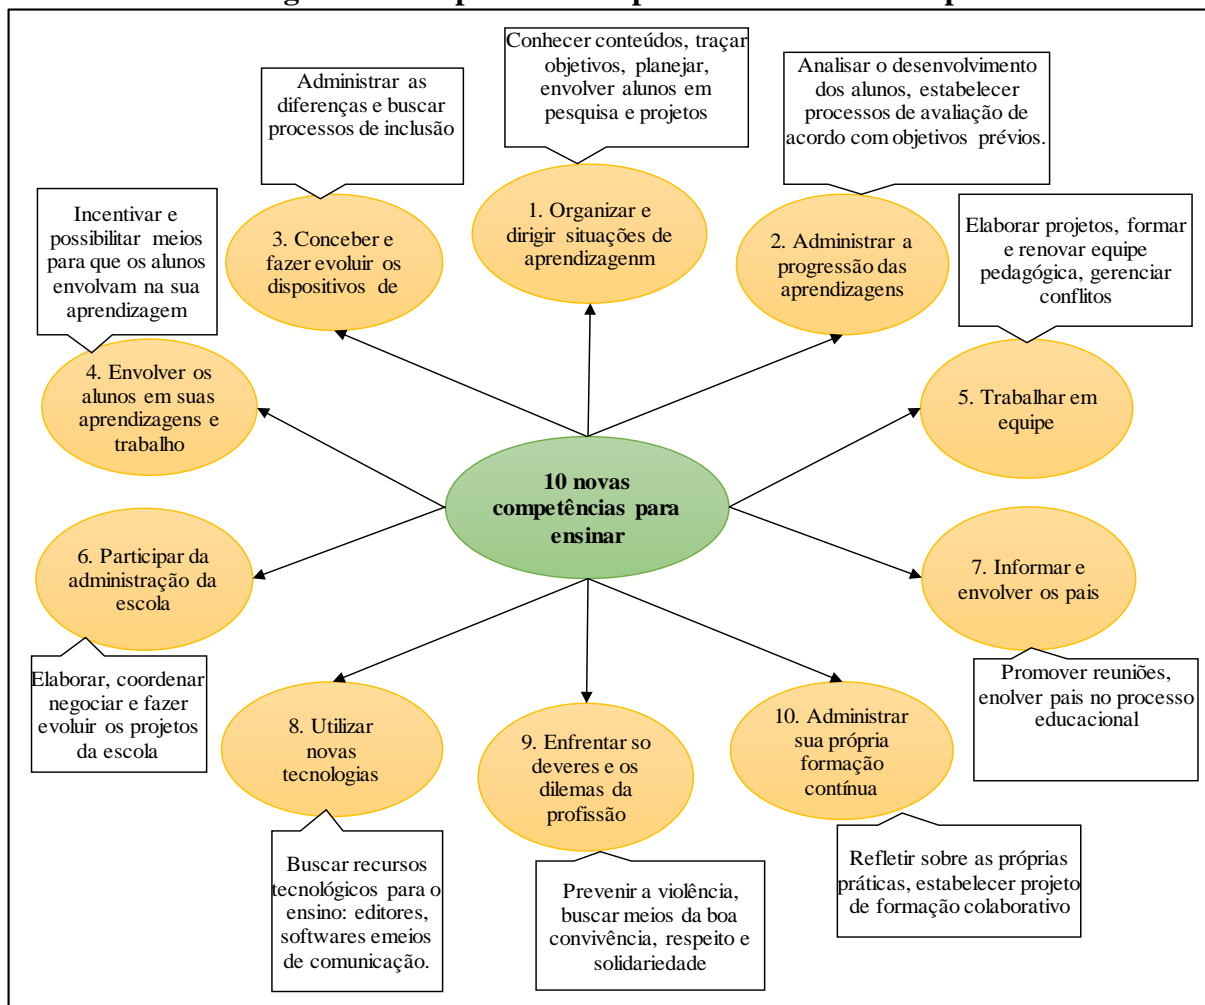 Conhecer conteúdos, traçar
objetivos, planejar,
envolver alunos em
pesquisa e projetos
Administrar as
diferenças e buscar
processos de inclusão
Analisar o desenvolvimento
dos alunos, estabelecer
processos de avaliação de
acordo com objetivos prévios.
Incentivar e
possibilitar meios
para que os alunos
envolvam na sua
aprendizagem
3. Conceber e
fazer evoluir os
dispositivos de
1. Organizar e
dirigir situações de
aprendizagenm
2. Administrar a
progressão das
aprendizagens
Elaborar projetos, formar
e renovar equipe
pedagógica, gerenciar
conflitos
4. Envolver os
alunos em suas
aprendizagens e
trabalho
5. Trabalhar em
equipe
10 novas
competências para
ensinar
6. Participar da
administração da
escola
7. Informar e
envolver os pais
Elaborar, coordenar
negociar e fazer
evoluir os projetos
da escola
8. Utilizar
novas
tecnologias
9. Enfrentar so
deveres e os
dilemas da
profissão
10. Administrar
sua própria
formação
contínua
Promover reuniões,
enolver pais no processo
educacional
Buscar recursos
tecnológicos para o
ensino: editores,
softwares emeios
de comunicação.
Prevenir a violência,
buscar meios da boa
convivência, respeito e
solidariedade
Refletir sobre as próprias
práticas, estabelecer projeto
de formação colaborativo